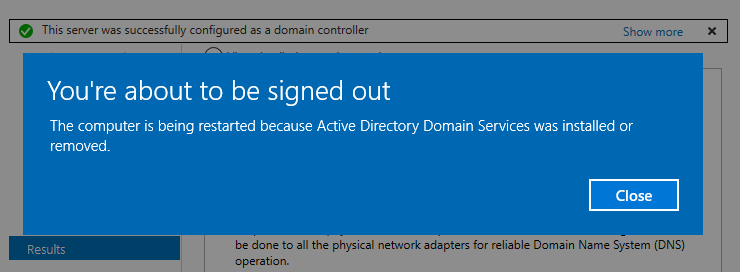 This server was successfully configured as a domain controller
Show more
You're about to be signed out
The computer is being restarted because Active Directory Domain Services was installed or
removed.
Close
Results
be done to all the physical network adapters for reliable Domain Name System (DNS)
operation.